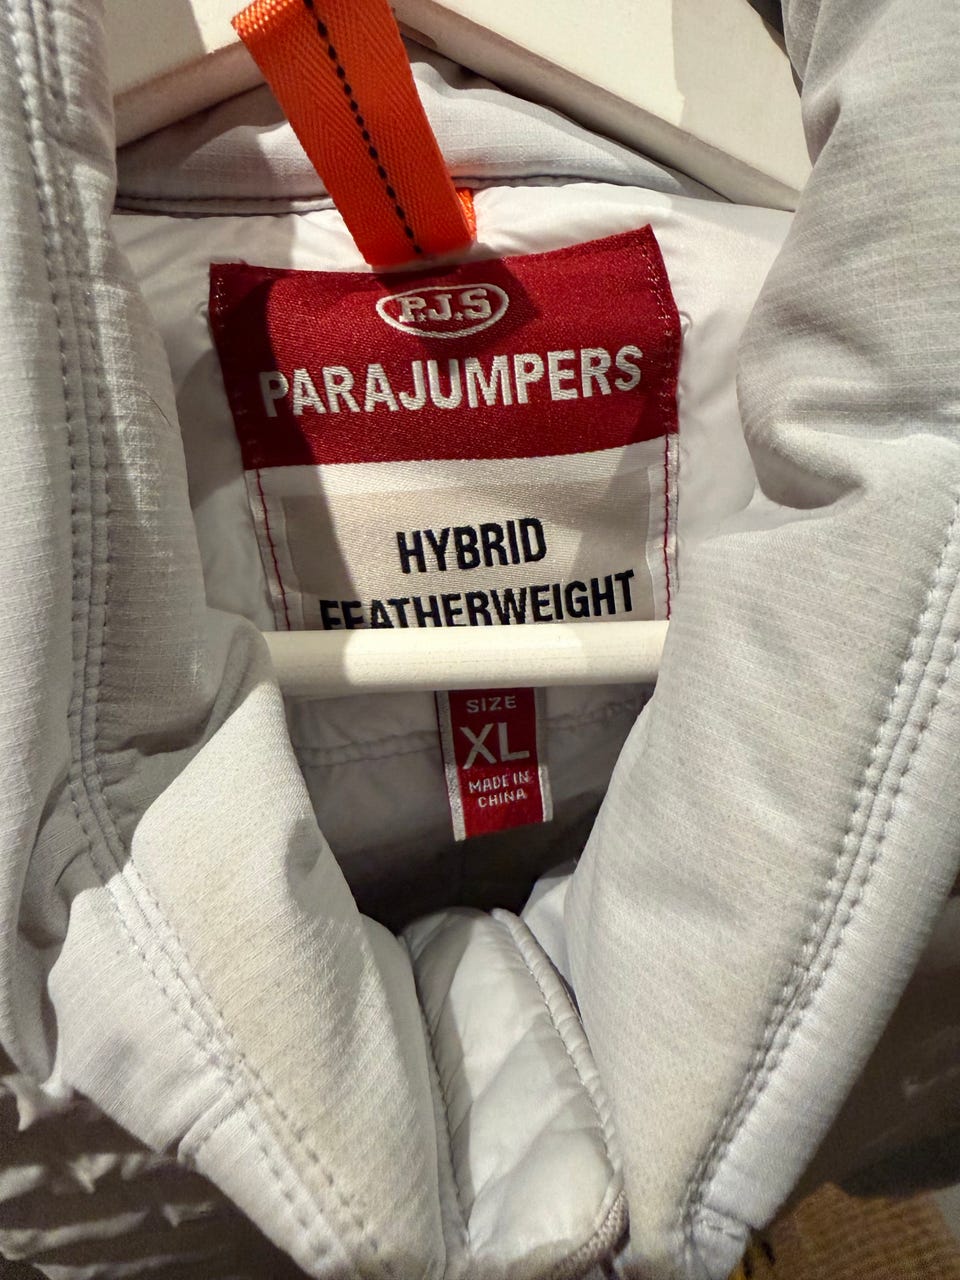 P.J.S
PARAJUMPERS
HYBRID
FEATHERWEIGHT
SIZE
XL
MADE IN
CHINA